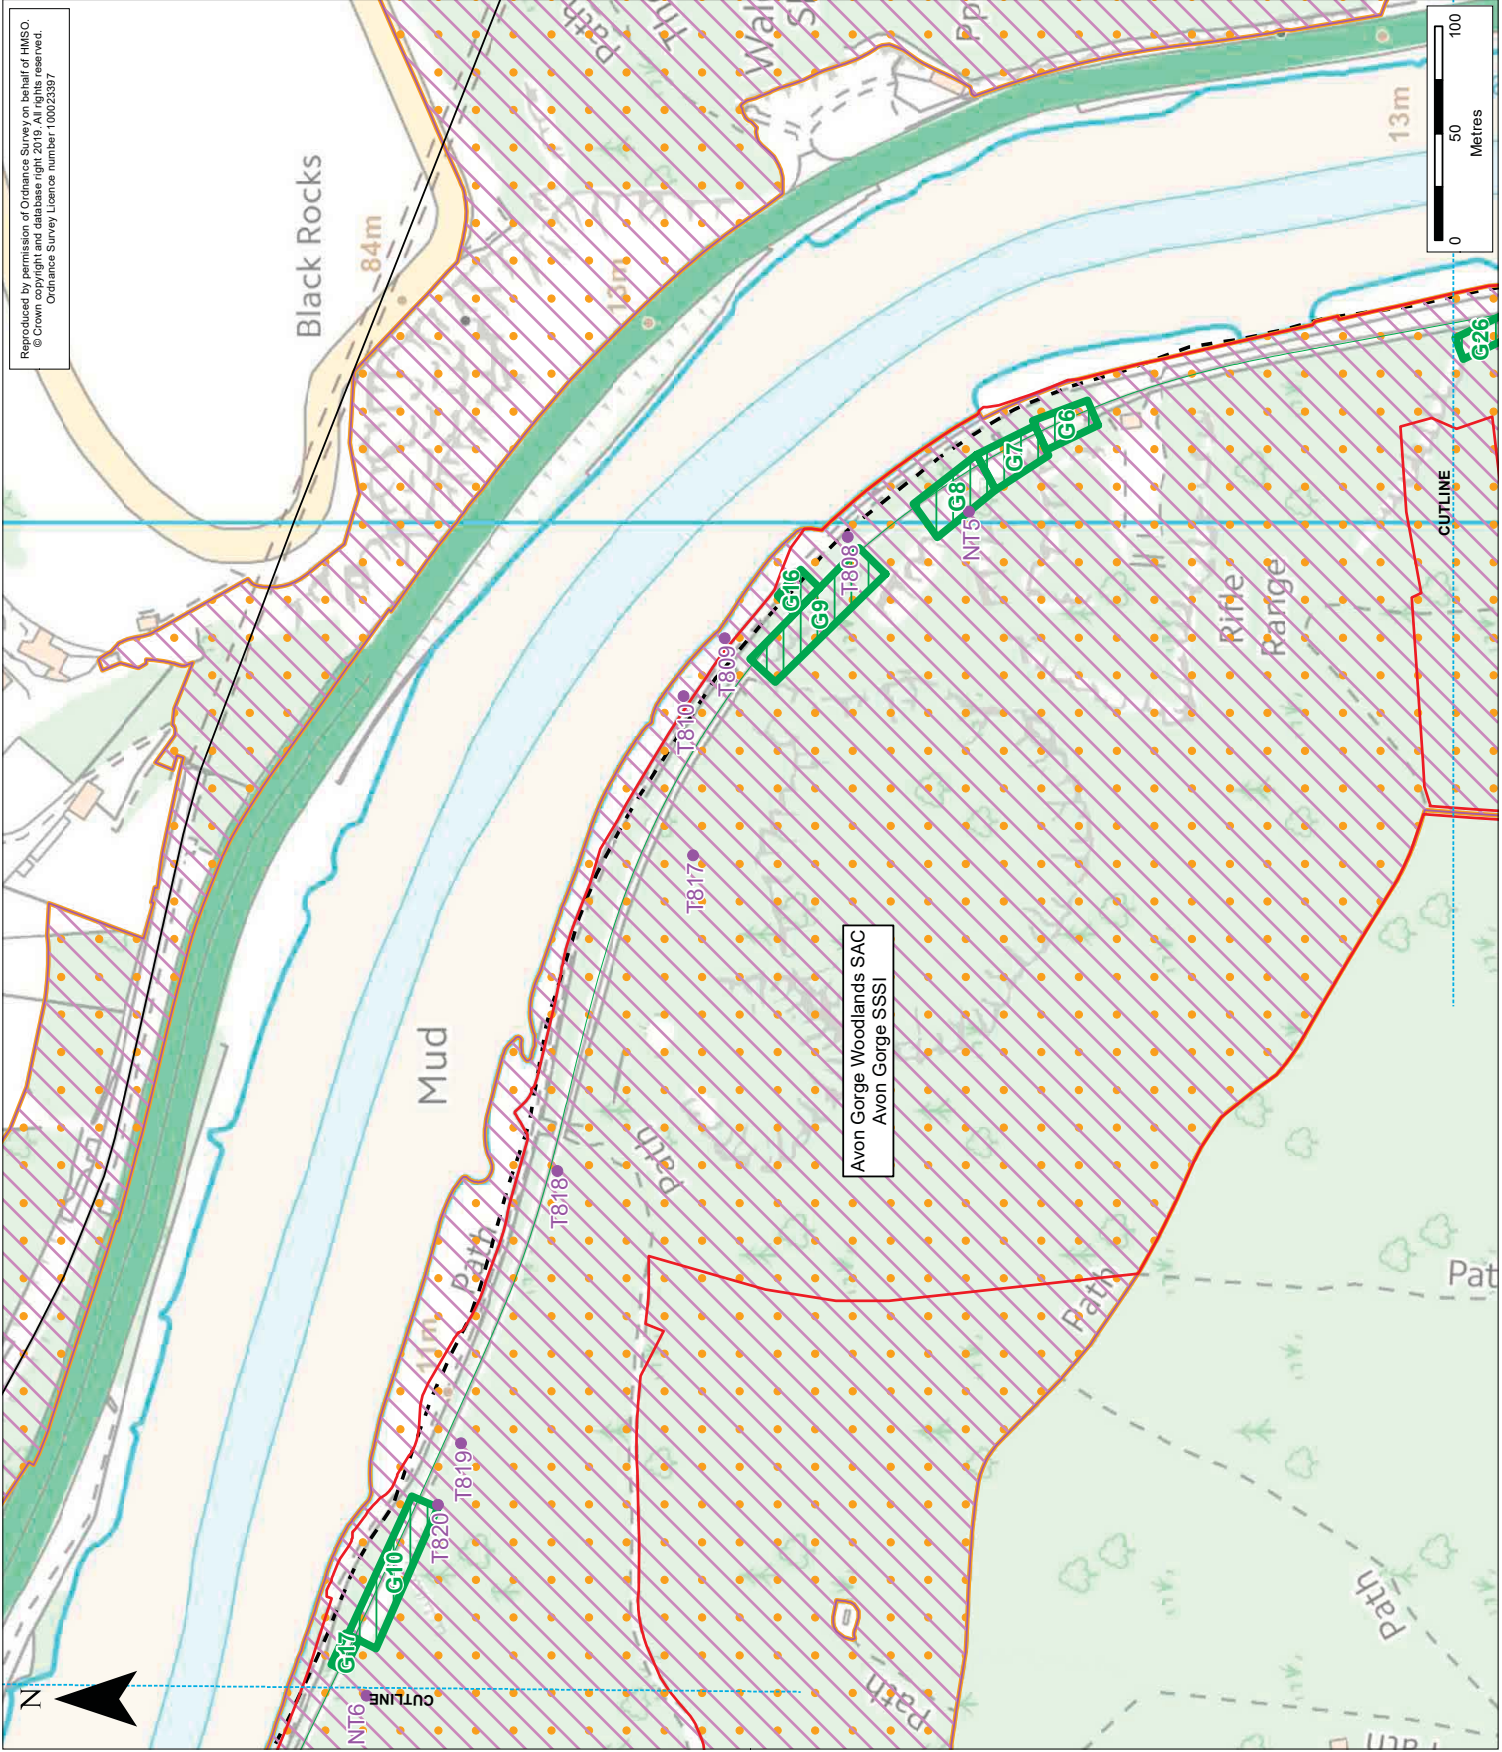 Reproduced by permission of Ordnance Survey on behalf of HMSO.
© Crown copyright and database right 2019. All rights reserved.
Ordnance Survey Licence number 100023397
N
Black Rocks
84m
13m
Path
13m
0 50 100
Metres
Mud
Path
11m
Path
Rifle
Range
Avon Gorge Woodlands SAC
Avon Gorge SSSI
CUTLINE
CUTLINE
G6
G7
G8
G9
G16
G10
G17
G26
NT5
NT6
T808
T809
T810
T817
T818
T819
T820
Path
Path
Path